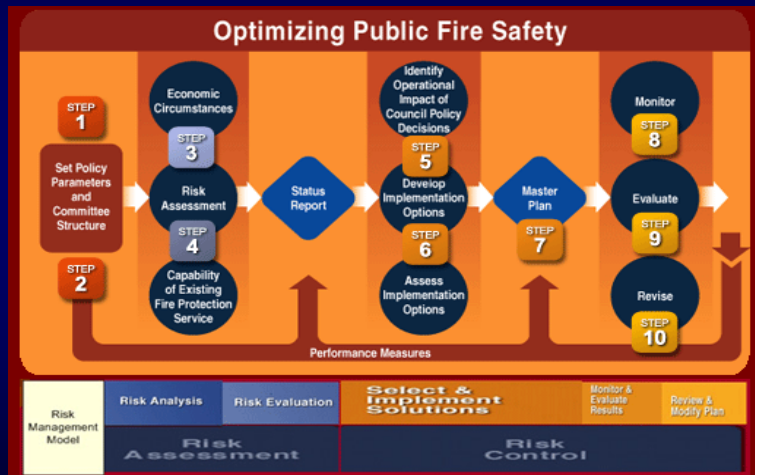 Optimizing Public Fire Safety
STEP
1
Set Policy
Parameters
and
Committee
Structure
STEP
2
Economic
Circumstances
STEP
3
Risk
Assessment
STEP
4
Capability
of Existing
Fire Protection
Service
Status
Report
Identify
Operational
Impact of
Council Policy
Decisions
STEP
5
Develop
Implementation
Options
STEP
6
Assess
Implementation
Options
Master
Plan
STEP
7
Monitor
STEP
8
Evaluate
STEP
9
Revise
STEP
10
Performance Measures
Risk
Management
Model
Risk Analysis
Risk Evaluation
Select &
Implement
Solutions
Monitor &
Evaluate
Results
Review &
Modify Plan
Risk
Assessment
Risk
Control